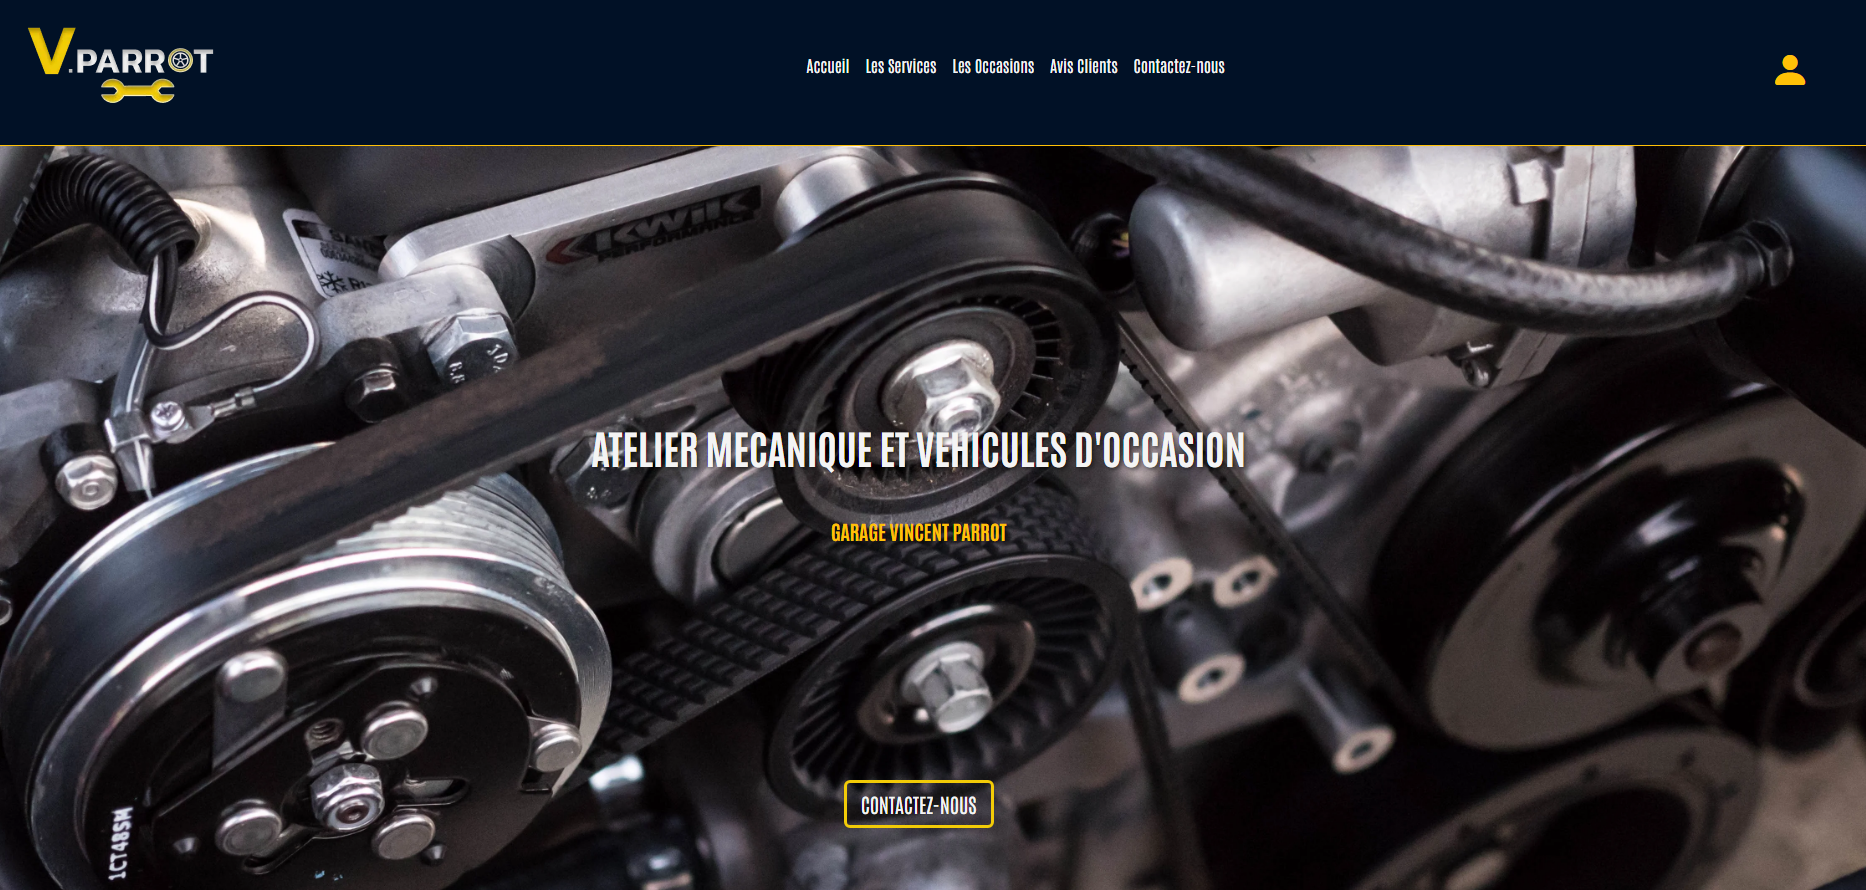 V.PARROT
Accueil Les Services Les Occasions Avis Clients Contactez-nous
KWiK
PERFORMANCE
ATELIER MECANIQUE ET VEHICULES D'OCCASION
GARAGE VINCENT PARROT
CONTACTEZ-NOUS
1CT48SM